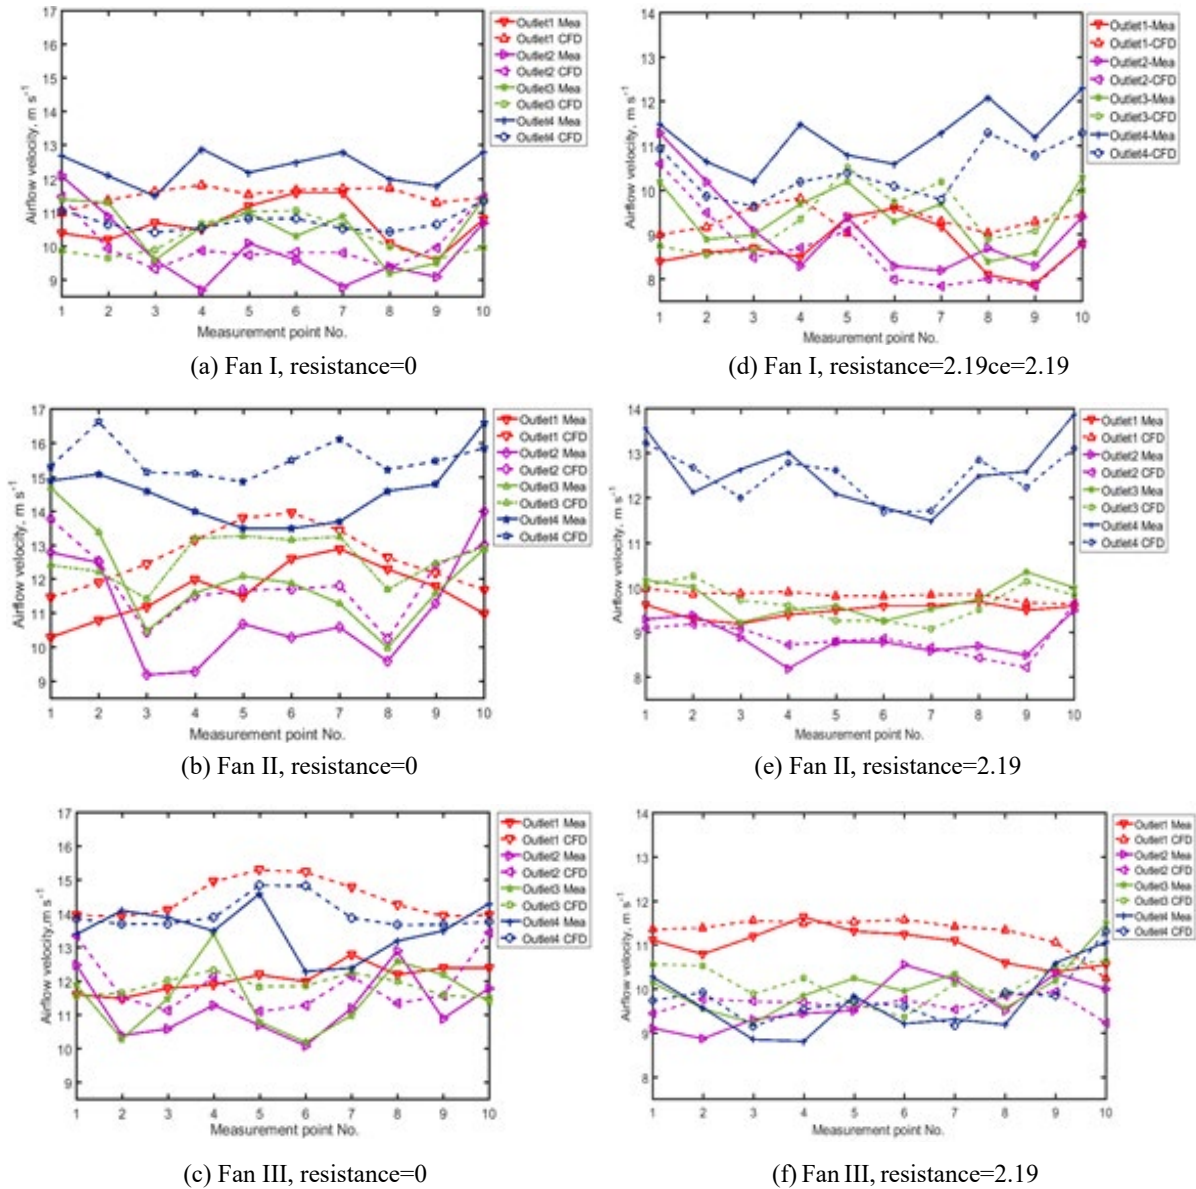 17
16
15
14
13
12
11
10
9
Airflow velocity, m s⁻¹
1 2 3 4 5 6 7 8 9 10
Measurement point No.
Outlet1 Mea
Outlet1 CFD
Outlet2 Mea
Outlet2 CFD
Outlet3 Mea
Outlet3 CFD
Outlet4 Mea
Outlet4 CFD
(a) Fan I, resistance=0
14
13
12
11
10
9
8
Airflow velocity, m s⁻¹
1 2 3 4 5 6 7 8 9 10
Measurement point No.
Outlet1-Mea
Outlet1-CFD
Outlet2-Mea
Outlet2-CFD
Outlet3-Mea
Outlet3-CFD
Outlet4-Mea
Outlet4-CFD
(d) Fan I, resistance=2.19ce=2.19
17
16
15
14
13
12
11
10
9
Airflow velocity, m s⁻¹
1 2 3 4 5 6 7 8 9 10
Measurement point No.
Outlet1 Mea
Outlet1 CFD
Outlet2 Mea
Outlet2 CFD
Outlet3 Mea
Outlet3 CFD
Outlet4 Mea
Outlet4 CFD
(b) Fan II, resistance=0
14
13
12
11
10
9
8
Airflow velocity, m s⁻¹
1 2 3 4 5 6 7 8 9 10
Measurement point No.
Outlet1 Mea
Outlet1 CFD
Outlet2 Mea
Outlet2 CFD
Outlet3 Mea
Outlet3 CFD
Outlet4 Mea
Outlet4 CFD
(e) Fan II, resistance=2.19
17
16
15
14
13
12
11
10
9
Airflow velocity,m s⁻¹
1 2 3 4 5 6 7 8 9 10
Measurement point No.
Outlet1 Mea
Outlet1 CFD
Outlet2 Mea
Outlet2 CFD
Outlet3 Mea
Outlet3 CFD
Outlet4 Mea
Outlet4 CFD
(c) Fan III, resistance=0
14
13
12
11
10
9
8
Airflow velocity, m s⁻¹
1 2 3 4 5 6 7 8 9 10
Measurement point No.
Outlet1 Mea
Outlet1 CFD
Outlet2 Mea
Outlet2 CFD
Outlet3 Mea
Outlet3 CFD
Outlet4 Mea
Outlet4 CFD
(f) Fan III, resistance=2.19